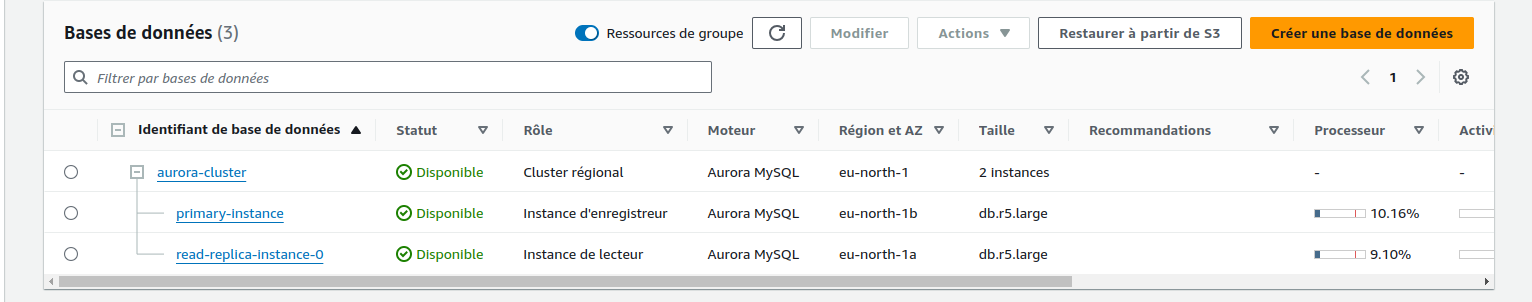 Bases de données (3) Ressources de groupe Modifier Actions Restaurer à partir de S3 Créer une base de données
Filtrer par bases de données 1
Identifiant de base de données Statut Rôle Moteur Région et AZ Taille Recommandations Processeur Activi
aurora-cluster Disponible Cluster régional Aurora MySQL eu-north-1 2 instances - -
primary-instance Disponible Instance d'enregistreur Aurora MySQL eu-north-1b db.r5.large 10.16%
read-replica-instance-0 Disponible Instance de lecteur Aurora MySQL eu-north-1a db.r5.large 9.10%